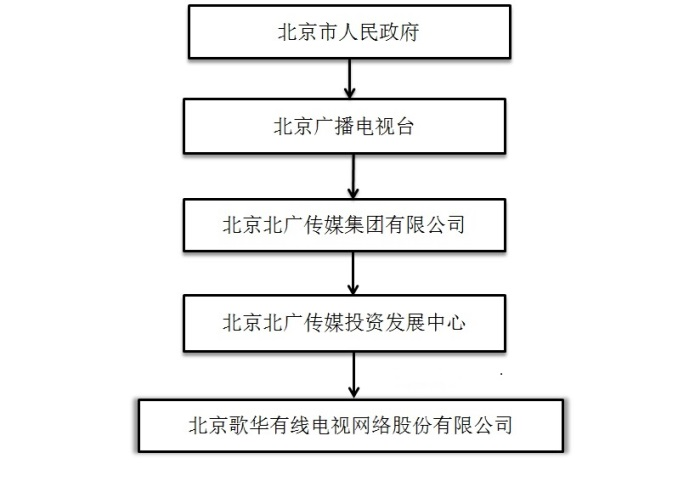 北京市人民政府
北京广播电视台
北京北广传媒集团有限公司
北京北广传媒投资发展中心
北京歌华有线电视网络股份有限公司